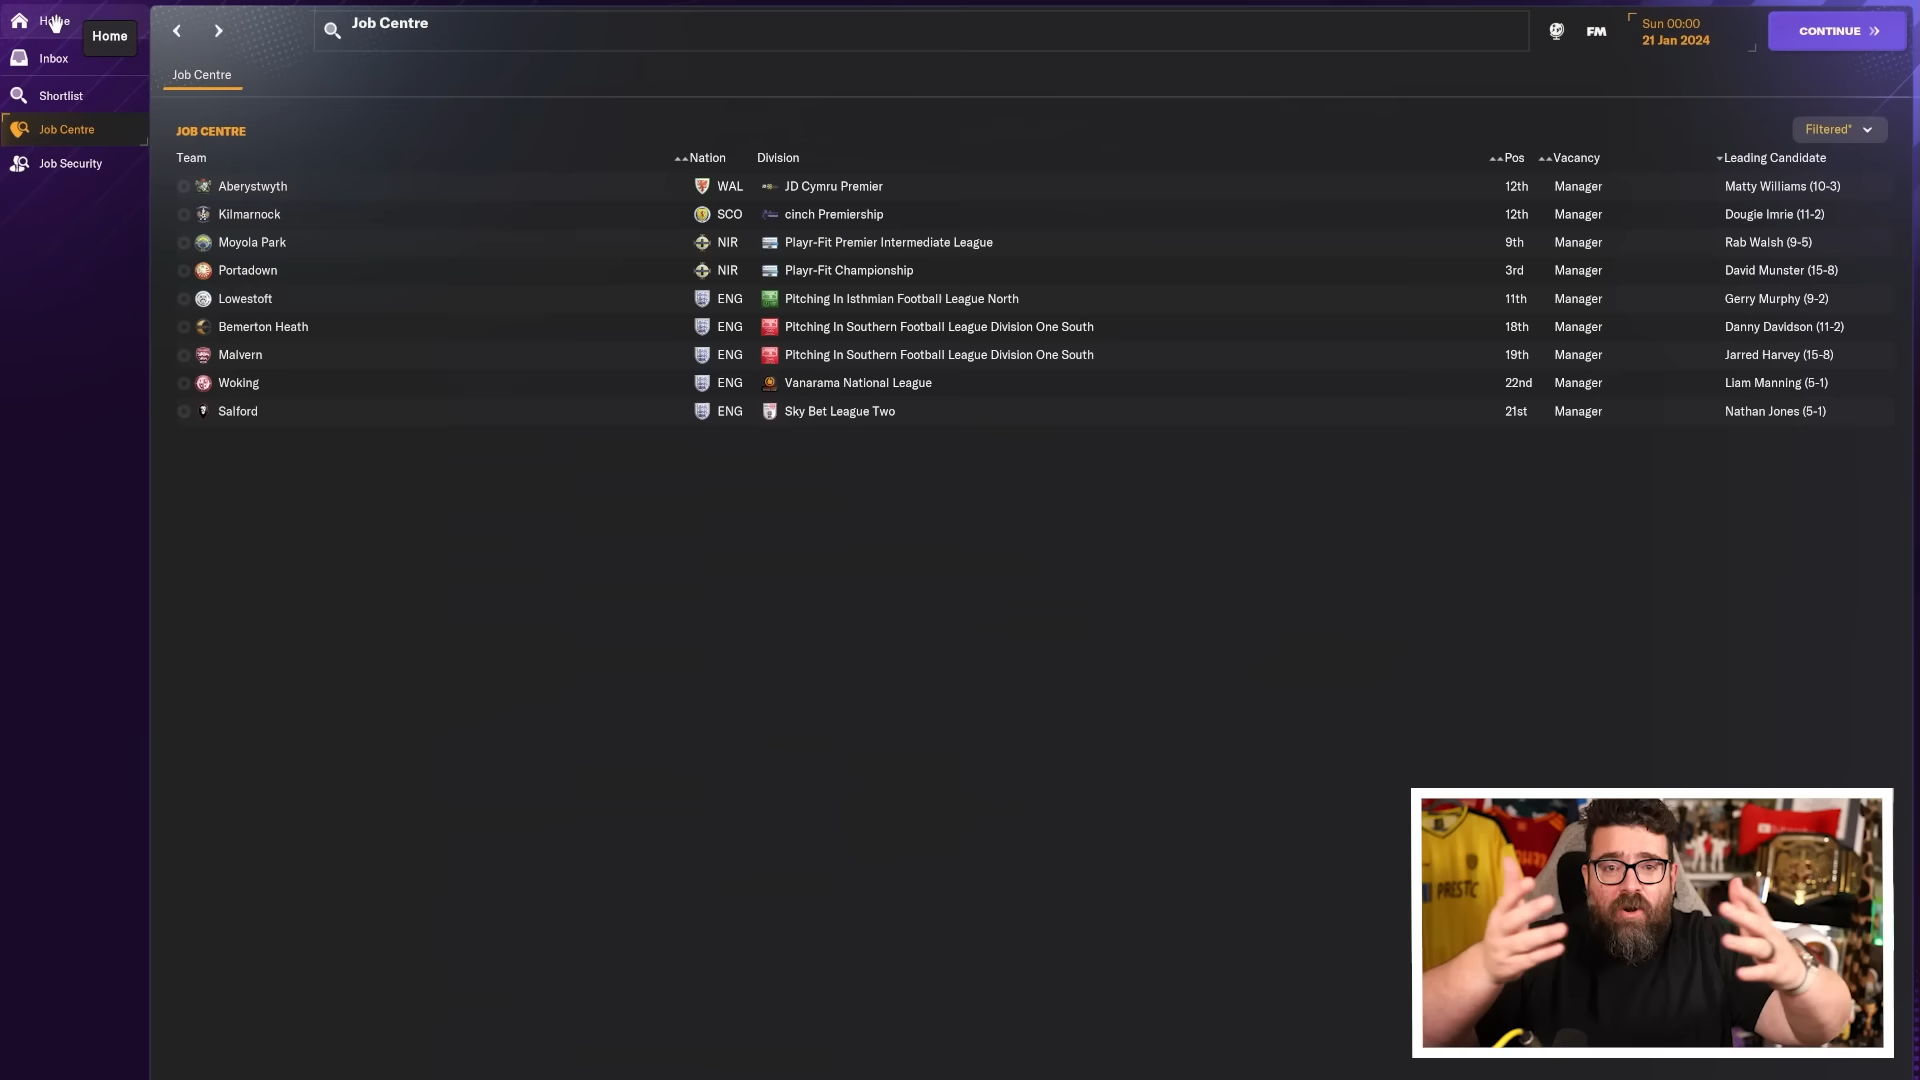 Home
Home
Inbox
Shortlist
Job Centre
Job Security
Job Centre
FM
Sun 00:00
21 Jan 2024
CONTINUE
Job Centre
JOB CENTRE
Filtered*
Team Nation Division Pos Vacancy Leading Candidate
Aberystwyth WAL JD Cymru Premier 12th Manager Matty Williams (10-3)
Kilmarnock SCO cinch Premiership 12th Manager Dougie Imrie (11-2)
Moyola Park NIR Playr-Fit Premier Intermediate League 9th Manager Rab Walsh (9-5)
Portadown NIR Playr-Fit Championship 3rd Manager David Munster (15-8)
Lowestoft ENG Pitching In Isthmian Football League North 11th Manager Gerry Murphy (9-2)
Bemerton Heath ENG Pitching In Southern Football League Division One South 18th Manager Danny Davidson (11-2)
Malvern ENG Pitching In Southern Football League Division One South 19th Manager Jarred Harvey (15-8)
Woking ENG Vanarama National League 22nd Manager Liam Manning (5-1)
Salford ENG Sky Bet League Two 21st Manager Nathan Jones (5-1)
PRESTC